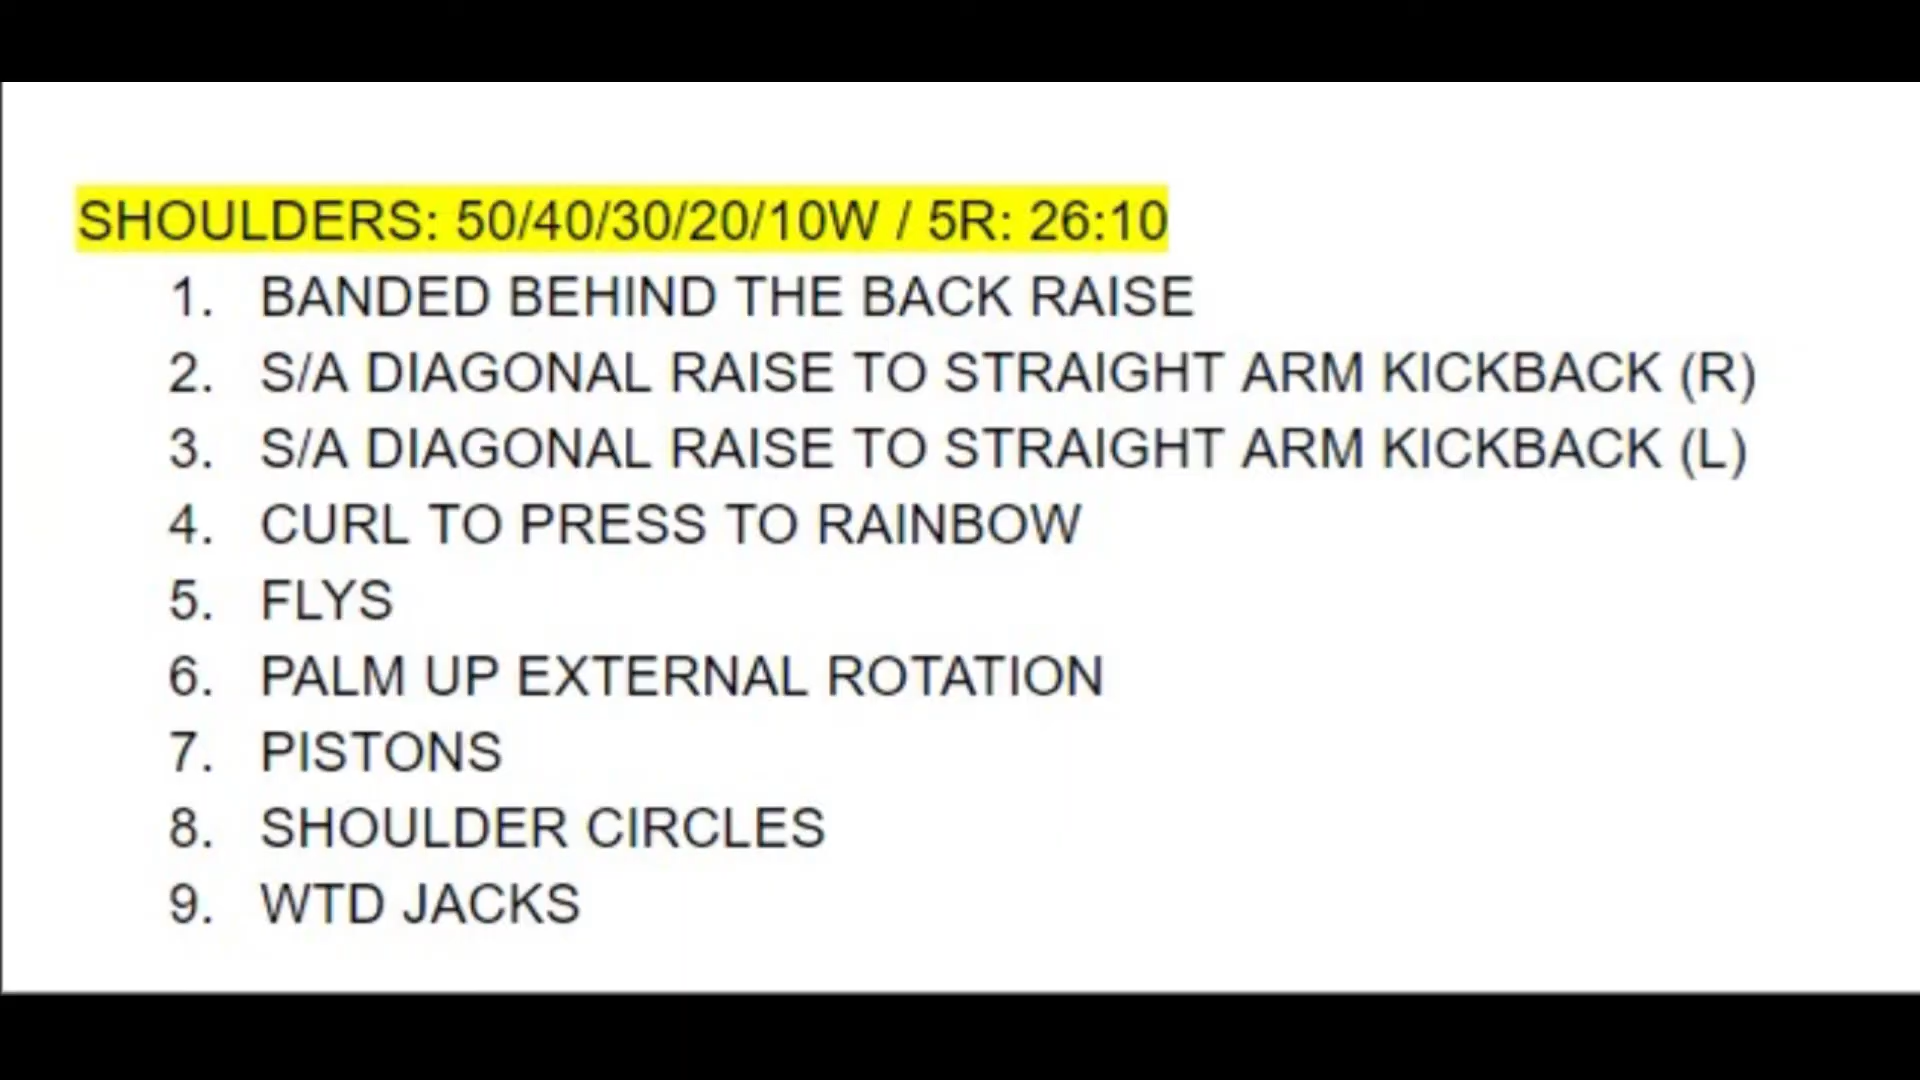 SHOULDERS: 50/40/30/20/10W / 5R: 26:10
1. BANDED BEHIND THE BACK RAISE
2. S/A DIAGONAL RAISE TO STRAIGHT ARM KICKBACK (R)
3. S/A DIAGONAL RAISE TO STRAIGHT ARM KICKBACK (L)
4. CURL TO PRESS TO RAINBOW
5. FLYS
6. PALM UP EXTERNAL ROTATION
7. PISTONS
8. SHOULDER CIRCLES
9. WTD JACKS